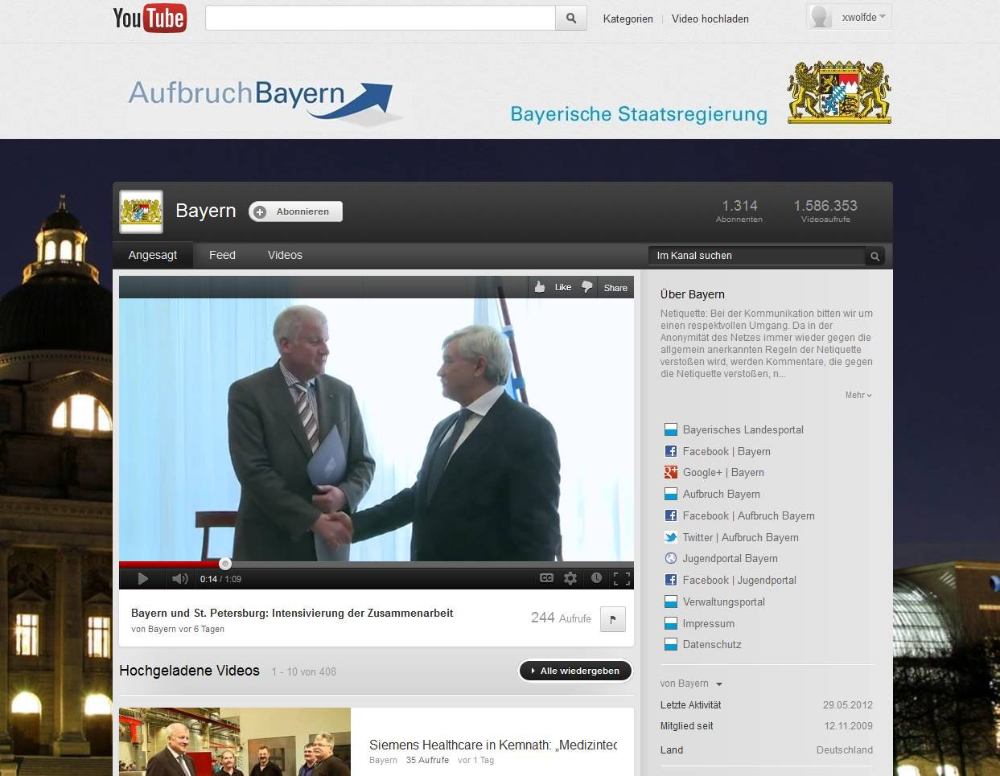 YouTube
Kategorien
Video hochladen
xwolfde
AufbruchBayern
Bayerische Staatsregierung
Bayern
Abonnieren
1.314
Abonnenten
1.586.353
Videoaufrufe
Angesagt
Feed
Videos
Im Kanal suchen
Like
Share
0:14 / 1:09
CC
Bayern und St. Petersburg: Intensivierung der Zusammenarbeit
von Bayern vor 6 Tagen
244 Aufrufe
Hochgeladene Videos 1 - 10 von 408
Alle wiedergeben
Siemens Healthcare in Kemnath: „Medizintec
Bayern 35 Aufrufe vor 1 Tag
Über Bayern
Netiquette: Bei der Kommunikation bitten wir um
einen respektvollen Umgang. Da in der
Anonymität des Netzes immer wieder gegen die
allgemein anerkannten Regeln der Netiquette
verstoßen wird, werden Kommentare, die gegen
die Netiquette verstoßen, n...
Mehr
Bayerisches Landesportal
Facebook | Bayern
Google+ | Bayern
Aufbruch Bayern
Facebook | Aufbruch Bayern
Twitter | Aufbruch Bayern
Jugendportal Bayern
Facebook | Jugendportal
Verwaltungsportal
Impressum
Datenschutz
von Bayern
Letzte Aktivität 29.05.2012
Mitglied seit 12.11.2009
Land Deutschland